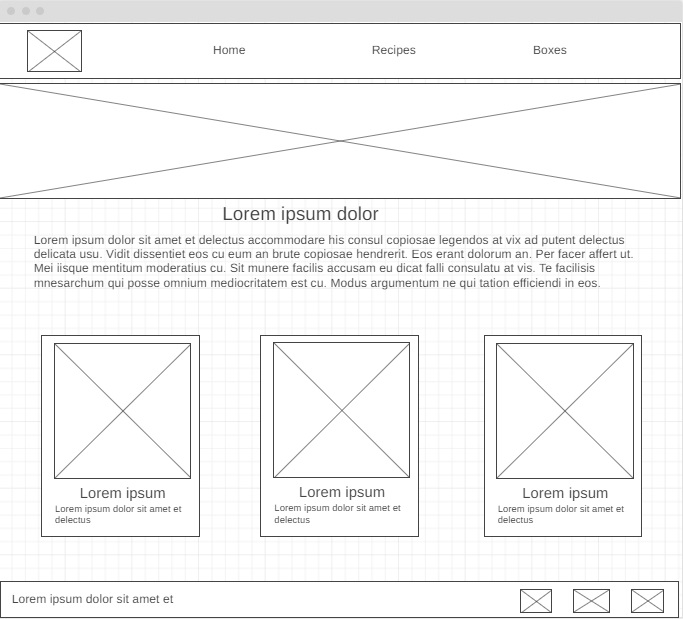 Home
Recipes
Boxes
Lorem ipsum dolor
Lorem ipsum dolor sit amet et delectus accommodare his consul copiosae legendos at vix ad putent delectus
delicata usu. Vidit dissentiet eos cu eum an brute copiosae hendrerit. Eos erant dolorum an. Per facer affert ut.
Mei iisque mentitum moderatius cu. Sit munere facilis accusam eu dicat falli consulatu at vis. Te facilisis
mnesarchum qui posse omnium mediocritatem est cu. Modus argumentum ne qui tation efficiendi in eos.
Lorem ipsum
Lorem ipsum dolor sit amet et
delectus
Lorem ipsum
Lorem ipsum dolor sit amet et
delectus
Lorem ipsum
Lorem ipsum dolor sit amet et
delectus
Lorem ipsum dolor sit amet et